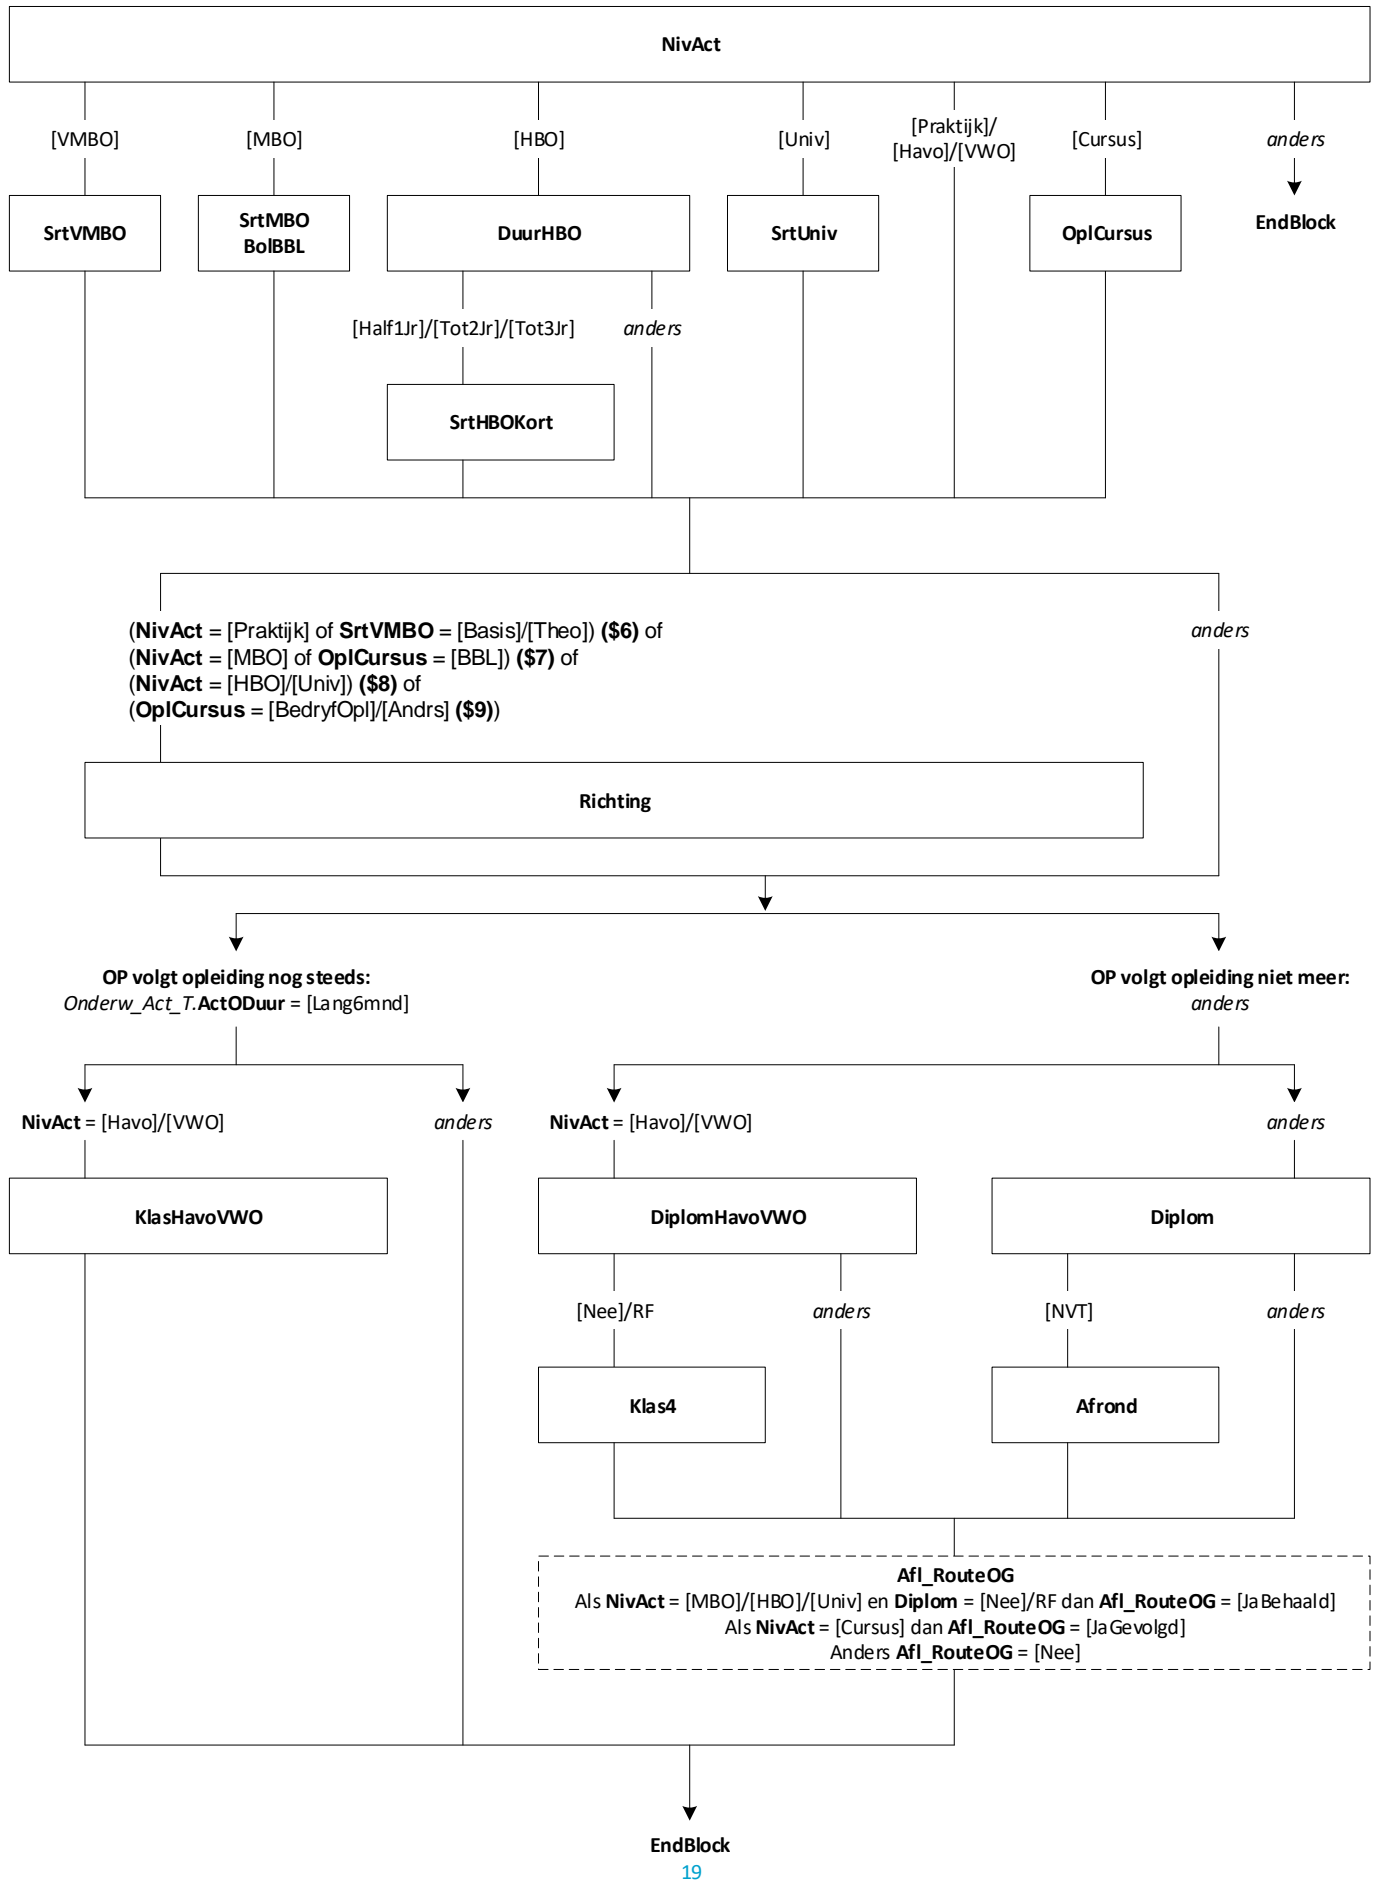 NivAct
[VMBO]
[MBO]
[HBO]
[Univ]
[Praktijk]/
[Havo]/[VWO]
[Cursus]
anders
SrtVMBO
SrtMBO
BolBBL
DuurHBO
SrtUniv
OplCursus
EndBlock
[Half1Jr]/[Tot2Jr]/[Tot3Jr]
anders
SrtHBOKort
(NivAct = [Praktijk] of SrtVMBO = [Basis]/[Theo]) ($6) of
(NivAct = [MBO] of OplCursus = [BBL]) ($7) of
(NivAct = [HBO]/[Univ]) ($8) of
(OplCursus = [BedryfOpl]/[Andrs] ($9))
anders
Richting
OP volgt opleiding nog steeds:
Onderw_Act_T.ActODuur = [Lang6mnd]
OP volgt opleiding niet meer:
anders
NivAct = [Havo]/[VWO]
anders
NivAct = [Havo]/[VWO]
anders
KlasHavoVWO
DiplomHavoVWO
Diplom
[Nee]/RF
anders
[NVT]
anders
Klas4
Afrond
Afl_RouteOG
Als NivAct = [MBO]/[HBO]/[Univ] en Diplom = [Nee]/RF dan Afl_RouteOG = [JaBehaald]
Als NivAct = [Cursus] dan Afl_RouteOG = [JaGevolgd]
Anders Afl_RouteOG = [Nee]
EndBlock
19